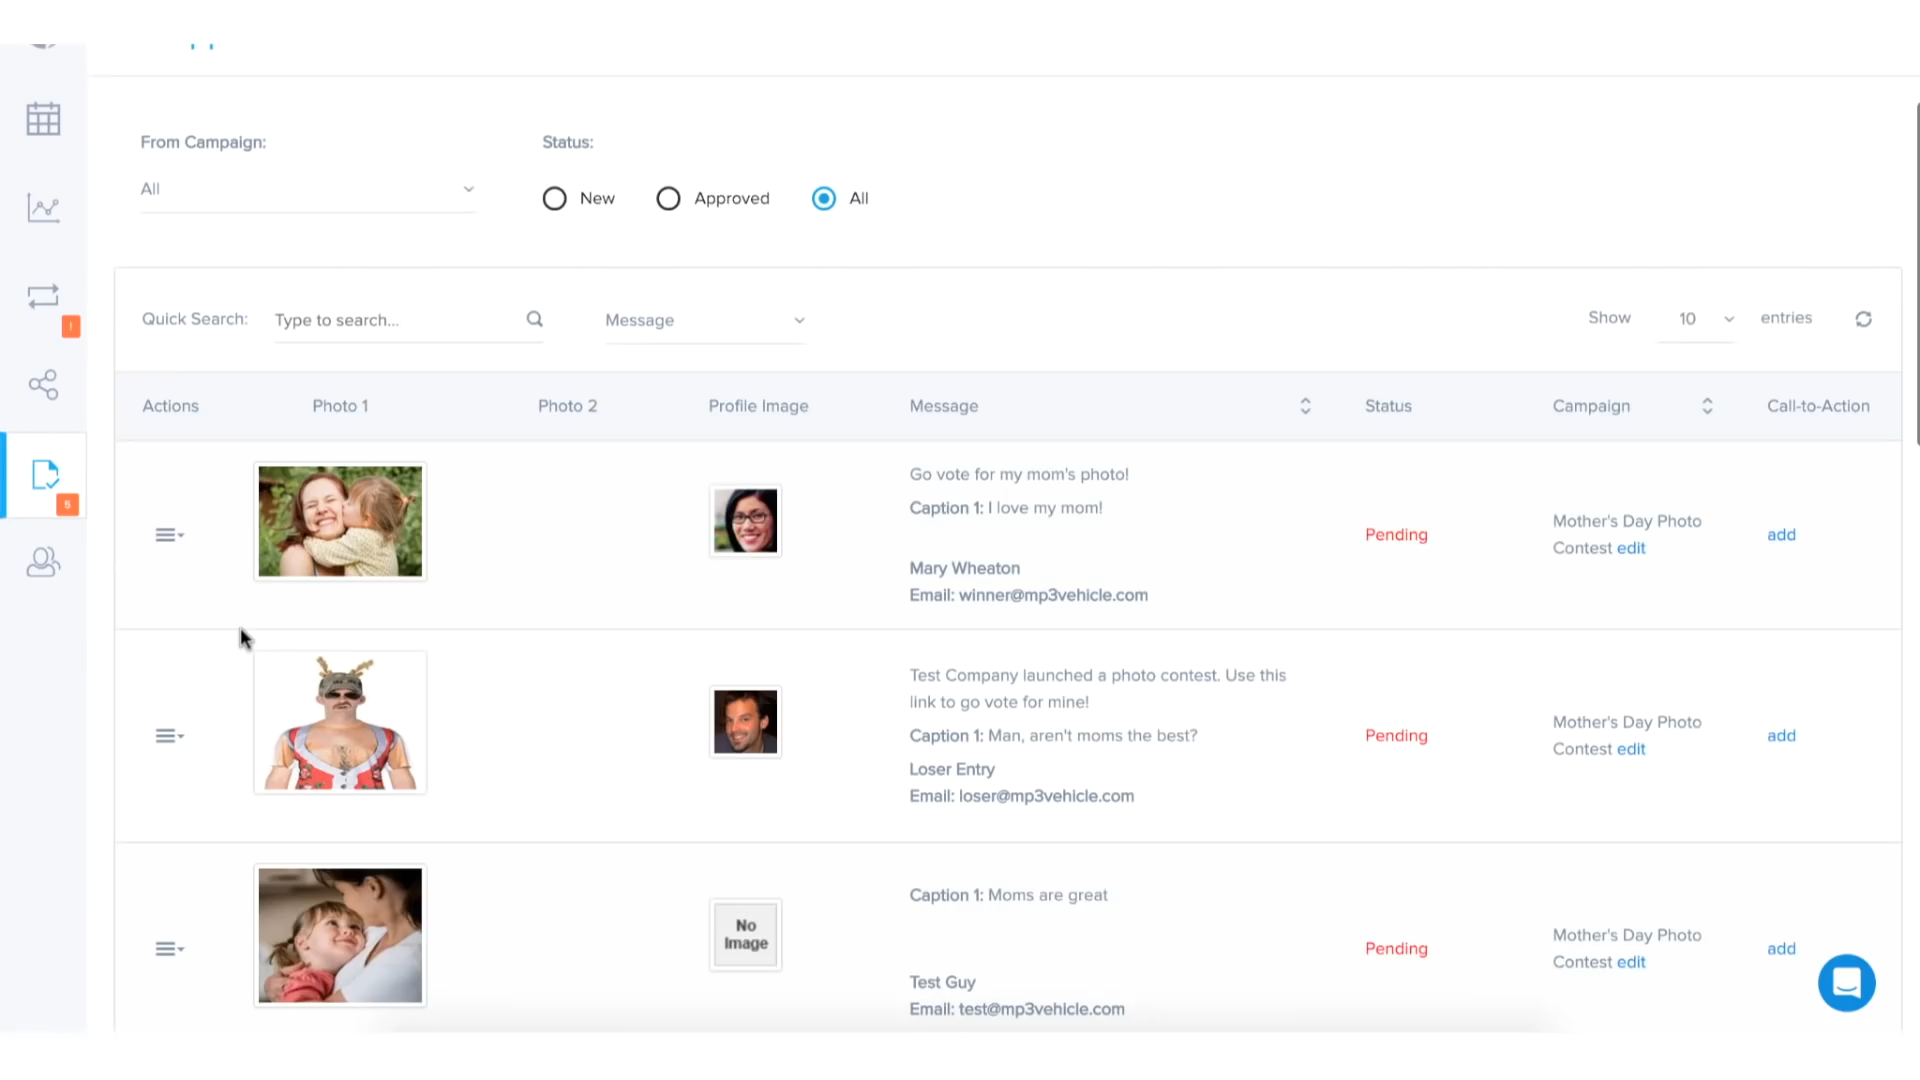 From Campaign:
Status:
All
New
Approved
All
Quick Search:
Type to search...
Message
Show
10
entries
!
Actions
Photo 1
Photo 2
Profile Image
Message
Status
Campaign
Call-to-Action
5
Go vote for my mom's photo!
Caption 1: I love my mom!
Mary Wheaton
Email: winner@mp3vehicle.com
Pending
Mother's Day Photo
Contest edit
add
Test Company launched a photo contest. Use this
link to go vote for mine!
Caption 1: Man, aren't moms the best?
Loser Entry
Email: loser@mp3vehicle.com
Pending
Mother's Day Photo
Contest edit
add
No
Image
Caption 1: Moms are great
Test Guy
Email: test@mp3vehicle.com
Pending
Mother's Day Photo
Contest edit
add